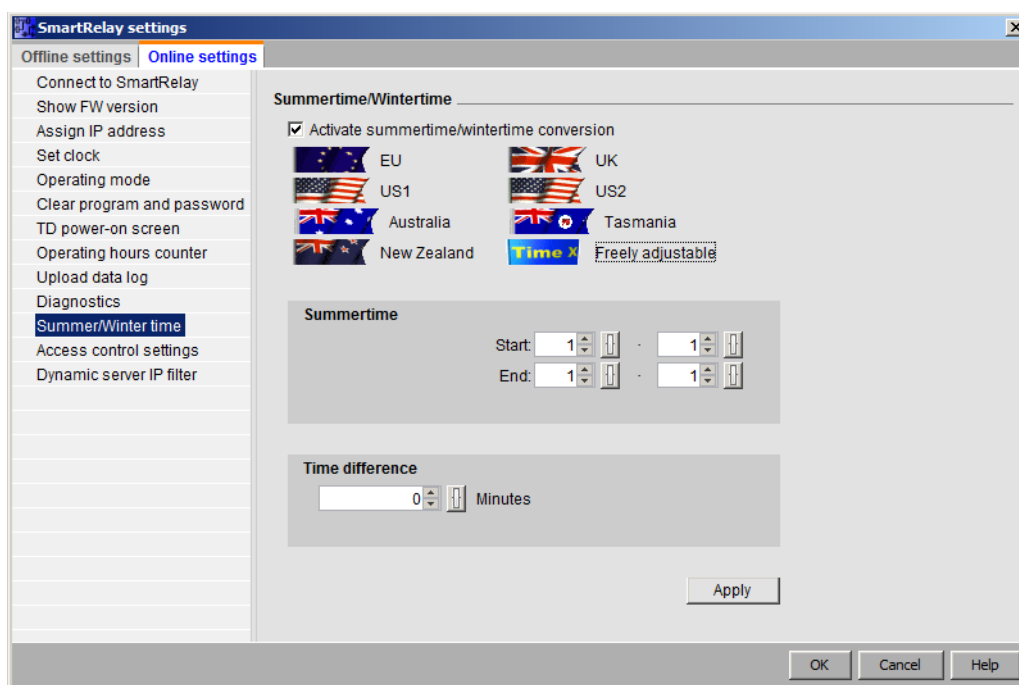 SmartRelay settings
Offline settings
Online settings
Connect to SmartRelay
Show FW version
Assign IP address
Set clock
Operating mode
Clear program and password
TD power-on screen
Operating hours counter
Upload data log
Diagnostics
Summer/Winter time
Access control settings
Dynamic server IP filter
Summertime/Wintertime
Activate summertime/wintertime conversion
EU UK
US1 US2
Australia Tasmania
New Zealand Time X Freely adjustable
Summertime
Start: 1 · 1
End: 1 · 1
Time difference
0 Minutes
Apply
OK Cancel Help